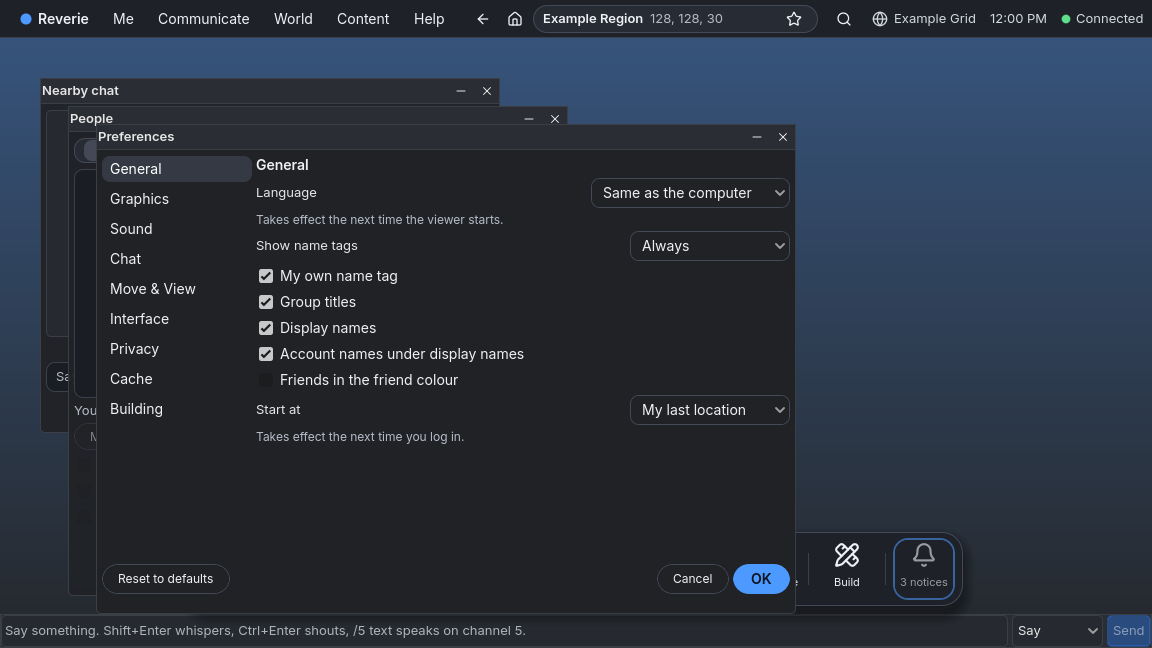 Reverie Me Communicate World Content Help Example Region 128, 128, 30 Example Grid 12:00 PM Connected
Nearby chat
People
Preferences
General
Graphics
Sound
Chat
Move & View
Interface
Privacy
Cache
Building
General
Language Same as the computer
Takes effect the next time the viewer starts.
Show name tags Always
My own name tag
Group titles
Display names
Account names under display names
Friends in the friend colour
Start at My last location
Takes effect the next time you log in.
Reset to defaults Cancel OK
Build 3 notices
Say something. Shift+Enter whispers, Ctrl+Enter shouts, /5 text speaks on channel 5. Say Send